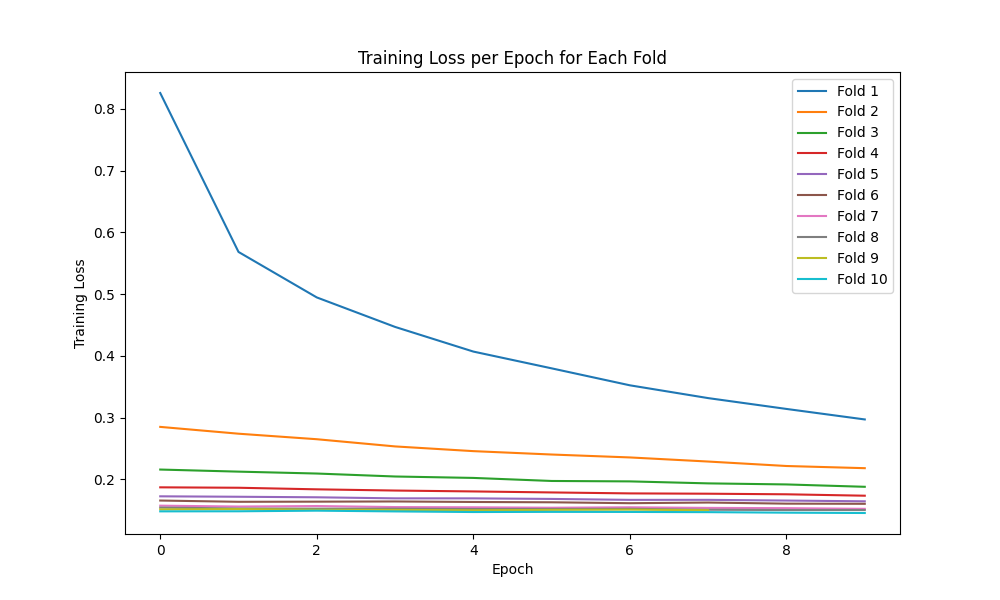 Training Loss per Epoch for Each Fold
Training Loss
0.8
0.7
0.6
0.5
0.4
0.3
0.2
Fold 1
Fold 2
Fold 3
Fold 4
Fold 5
Fold 6
Fold 7
Fold 8
Fold 9
Fold 10
0 2 4 6 8
Epoch